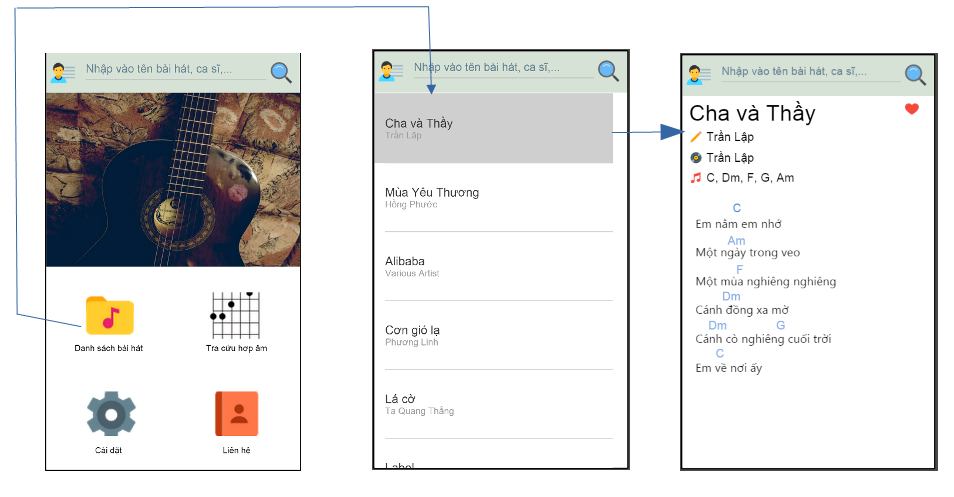 Nhập vào tên bài hát, ca sĩ,...
Danh sách bài hát
Tra cứu hợp âm
Cài đặt
Liên hệ
Nhập vào tên bài hát, ca sĩ,...
Cha và Thầy
Trần Lập
Mùa Yêu Thương
Hồng Phước
Alibaba
Various Artist
Cơn gió lạ
Phương Linh
Lá cờ
Tạ Quang Thắng
Label
Nhập vào tên bài hát, ca sĩ,...
Cha và Thầy
Trần Lập
Trần Lập
C, Dm, F, G, Am
C
Em nằm em nhớ
Am
Một ngày trong veo
F
Một mùa nghiêng nghiêng
Dm
Cánh đồng xa mờ
Dm G
Cánh cò nghiêng cuối trời
C
Em về nơi ấy